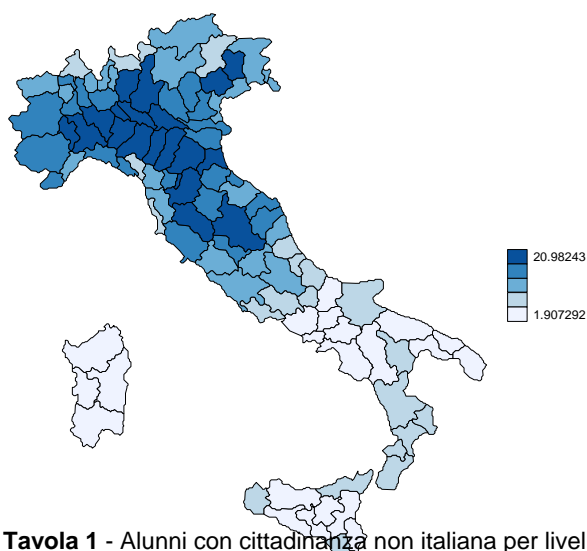 20.98243
1.907292
Tavola 1 - Alunni con cittadinanza non italiana per livel